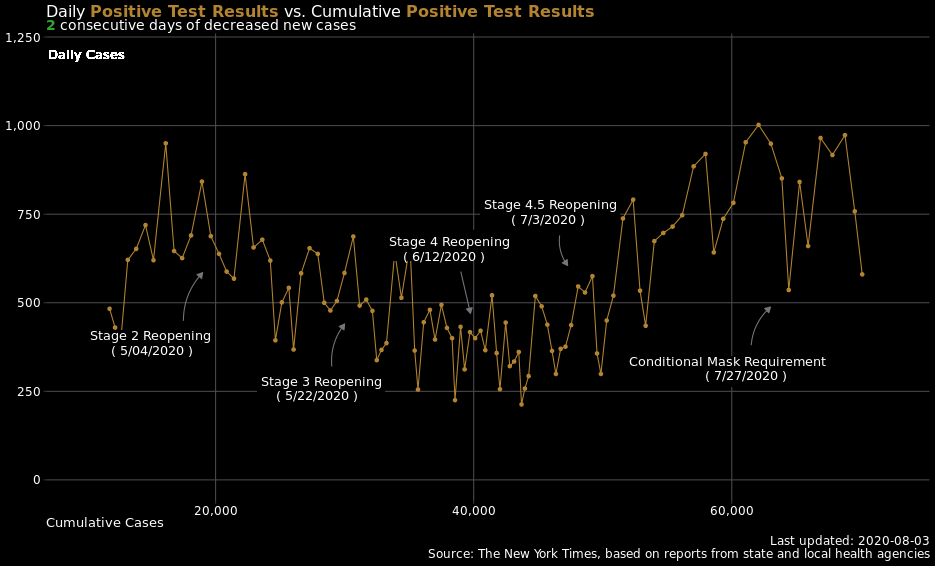 Daily Positive Test Results vs. Cumulative Positive Test Results
2 consecutive days of decreased new cases
1,250
Daily Cases
1,000
750
Stage 4.5 Reopening
( 7/3/2020 )
Stage 4 Reopening
( 6/12/2020 )
500
Stage 2 Reopening
( 5/04/2020 )
Conditional Mask Requirement
( 7/27/2020 )
Stage 3 Reopening
( 5/22/2020 )
250
0
20,000 40,000 60,000
Cumulative Cases
Last updated: 2020-08-03
Source: The New York Times, based on reports from state and local health agencies